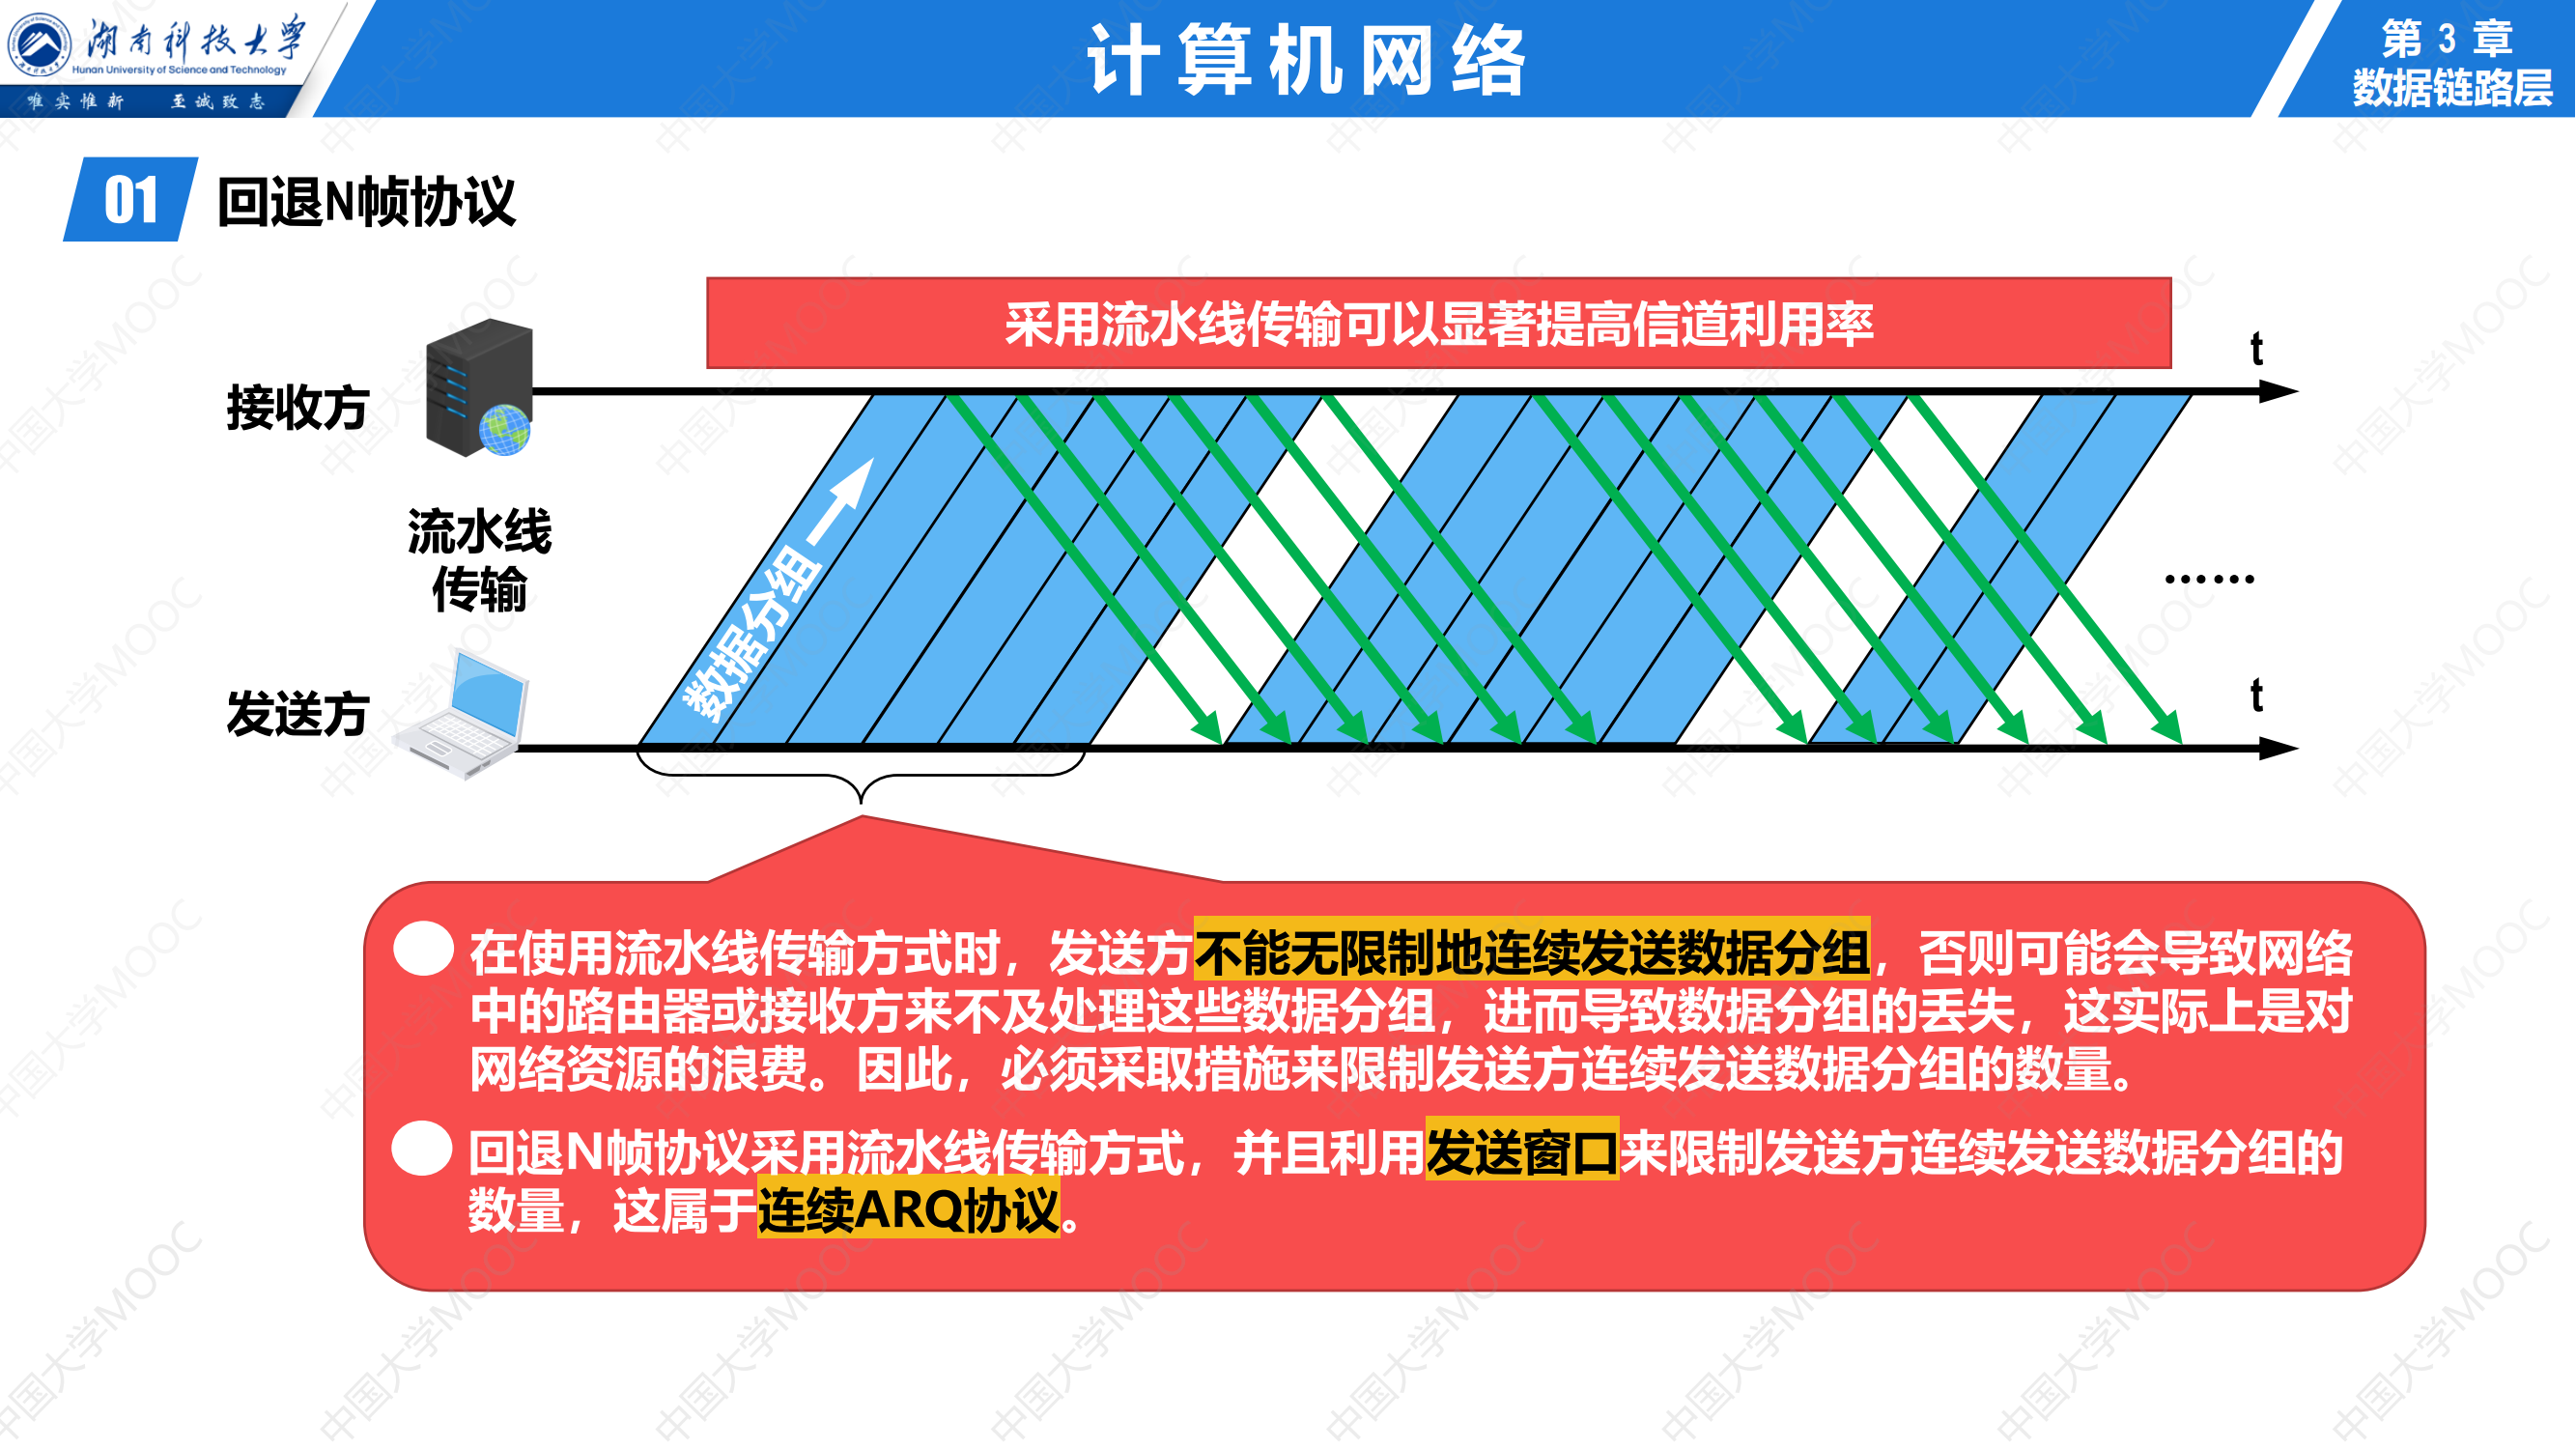 湖南科技大学
Hunan University of Science and Technology
唯实惟新 至诚致志
计算机网络
第 3 章
数据链路层
01 回退N帧协议
采用流水线传输可以显著提高信道利用率
t
接收方
流水线
传输
数据分组
……
发送方
t
在使用流水线传输方式时，发送方不能无限制地连续发送数据分组，否则可能会导致网络
中的路由器或接收方来不及处理这些数据分组，进而导致数据分组的丢失，这实际上是对
网络资源的浪费。因此，必须采取措施来限制发送方连续发送数据分组的数量。
回退N帧协议采用流水线传输方式，并且利用发送窗口来限制发送方连续发送数据分组的
数量，这属于连续ARQ协议。
中国大学MOOC